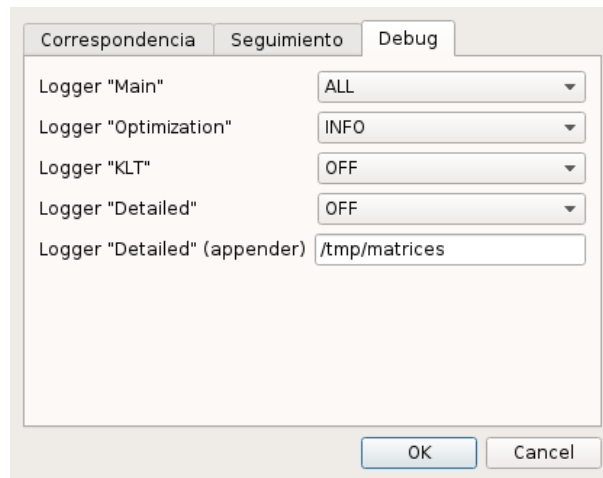 Correspondencia Seguimiento Debug
Logger "Main" ALL
Logger "Optimization" INFO
Logger "KLT" OFF
Logger "Detailed" OFF
Logger "Detailed" (appender) /tmp/matrices
OK Cancel